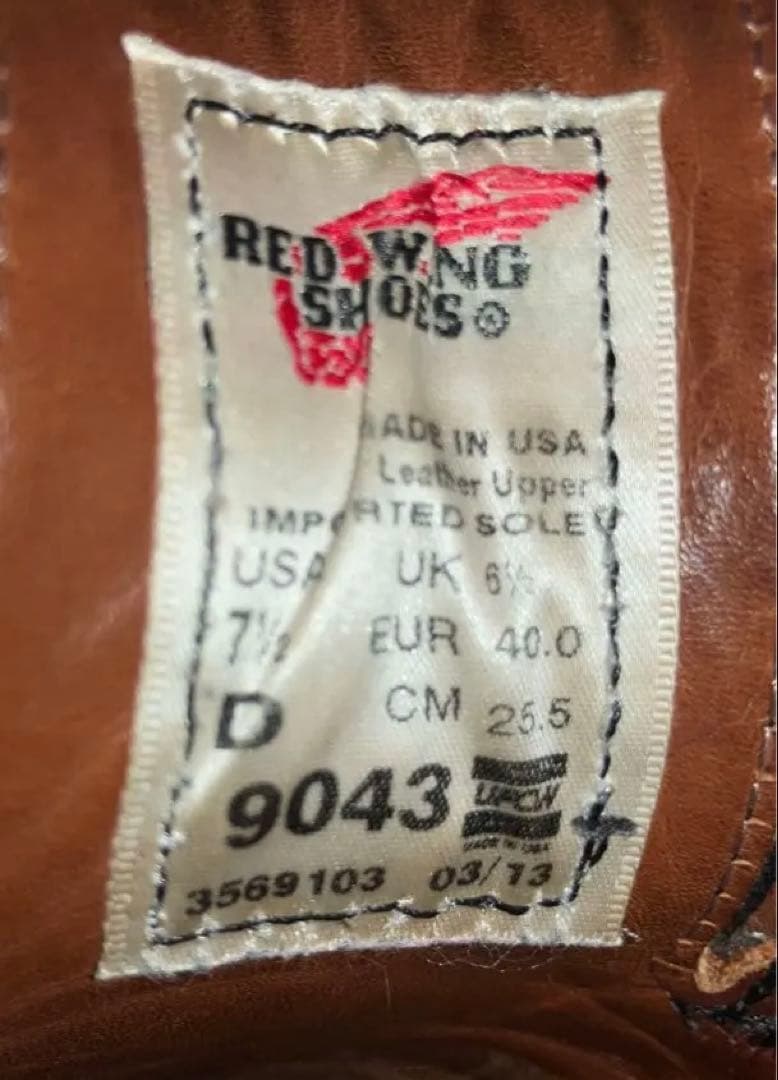 RED WING
SHOES®
MADE IN USA
Leather Upper
IMPORTED SOLE
USA UK 6½
7½ EUR 40.0
D CM 25.5
9043 UFCW
MADE IN USA
3569103 03/13